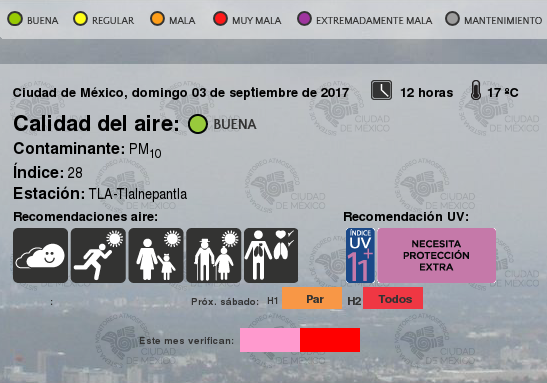 BUENA REGULAR MALA MUY MALA EXTREMADAMENTE MALA MANTENIMIENTO
Ciudad de México, domingo 03 de septiembre de 2017 12 horas 17 ºC
Calidad del aire: BUENA
Contaminante: PM10
Índice: 28
Estación: TLA-Tlalnepantla
Recomendaciones aire: Recomendación UV:
ÍNDICE
UV
11+
NECESITA
PROTECCIÓN
EXTRA
: Próx. sábado: H1 Par H2 Todos
Este mes verifican:
CIUDAD
DE MÉXICO